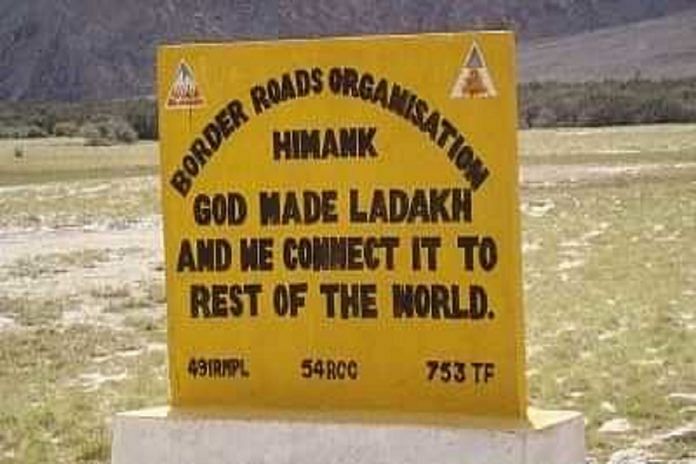 BORDER ROADS ORGANISATION
HIMANK
GOD MADE LADAKH
AND WE CONNECT IT TO
REST OF THE WORLD.
491RMPL 54RCC 753 TF